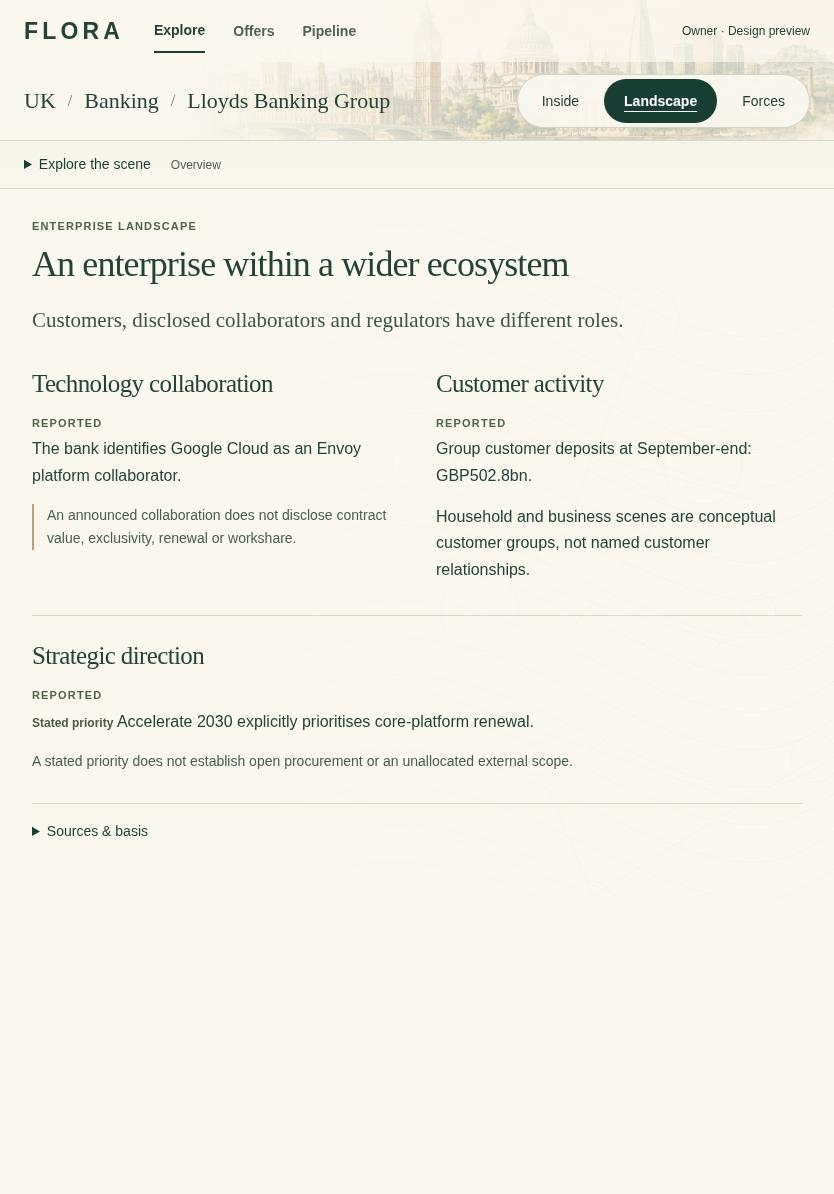 FLORA
Explore
Offers
Pipeline
Owner · Design preview
UK / Banking / Lloyds Banking Group
Inside
Landscape
Forces
Explore the scene
Overview
ENTERPRISE LANDSCAPE
An enterprise within a wider ecosystem
Customers, disclosed collaborators and regulators have different roles.
Technology collaboration
REPORTED
The bank identifies Google Cloud as an Envoy
platform collaborator.
An announced collaboration does not disclose contract
value, exclusivity, renewal or workshare.
Customer activity
REPORTED
Group customer deposits at September-end:
GBP502.8bn.
Household and business scenes are conceptual
customer groups, not named customer
relationships.
Strategic direction
REPORTED
Stated priority Accelerate 2030 explicitly prioritises core-platform renewal.
A stated priority does not establish open procurement or an unallocated external scope.
Sources & basis